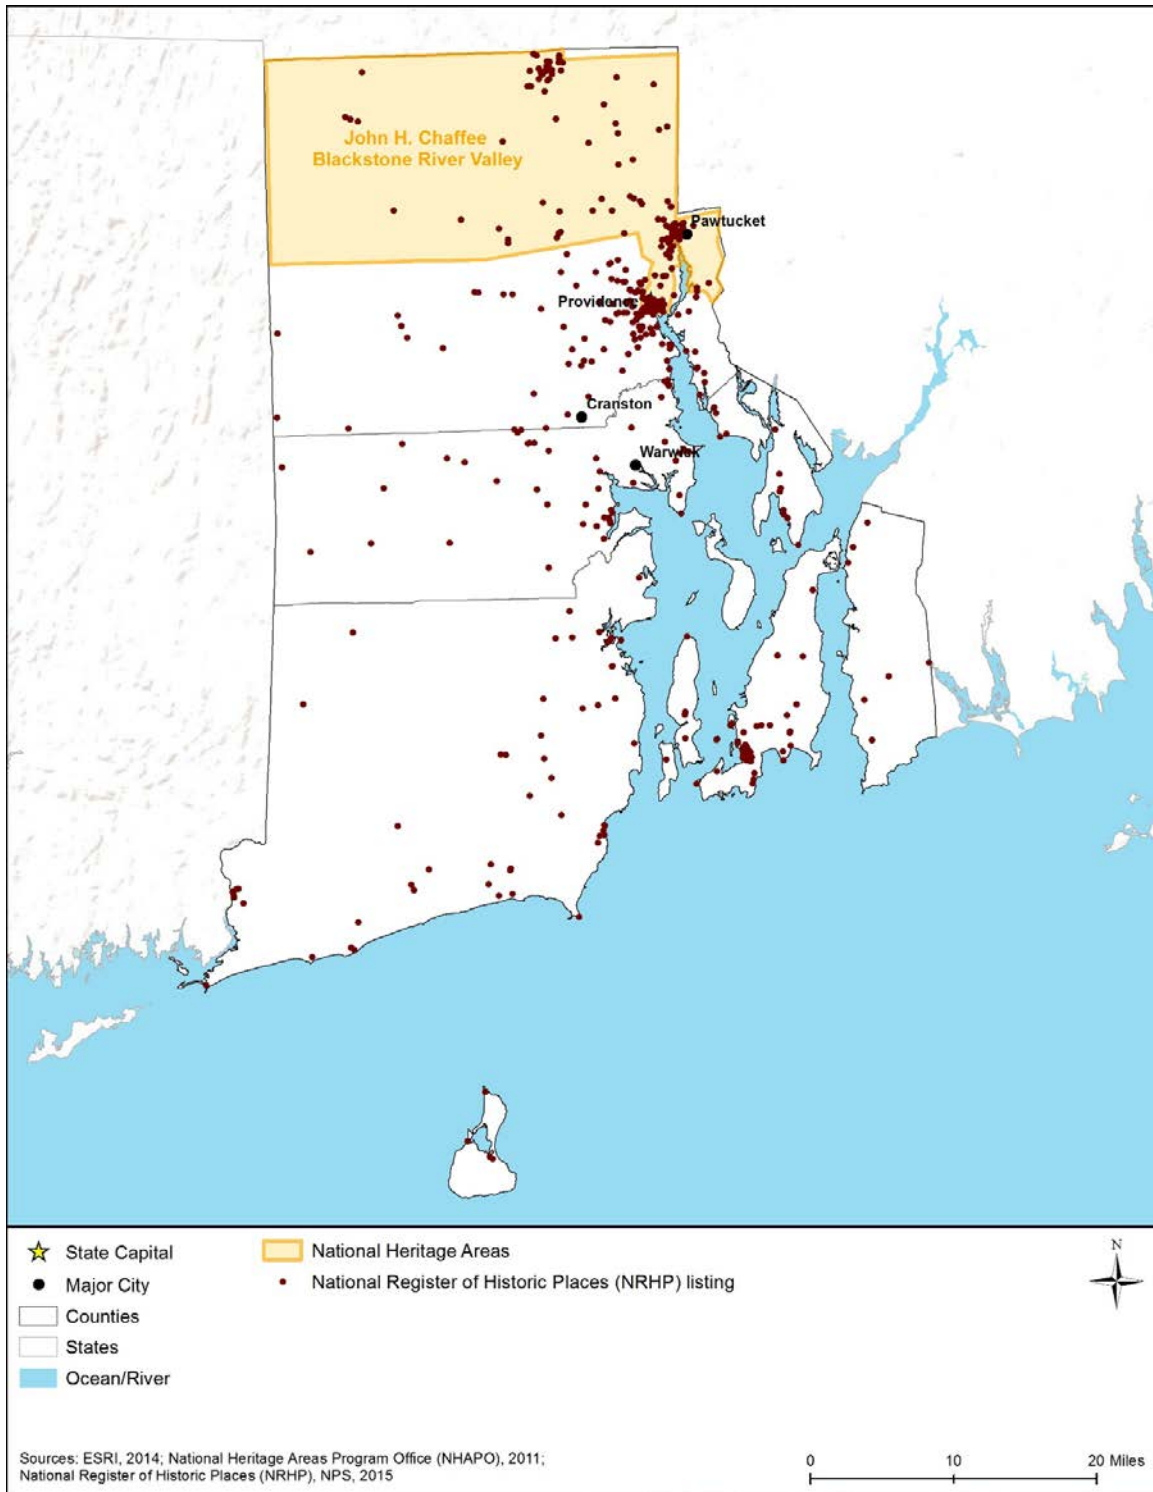 John H. Chaffee
Blackstone River Valley
Pawtucket
Providence
Cranston
Warwick
State Capital
National Heritage Areas
Major City
National Register of Historic Places (NRHP) listing
Counties
States
Ocean/River
N
Sources: ESRI, 2014; National Heritage Areas Program Office (NHAPO), 2011;
National Register of Historic Places (NRHP), NPS, 2015
0 10 20 Miles